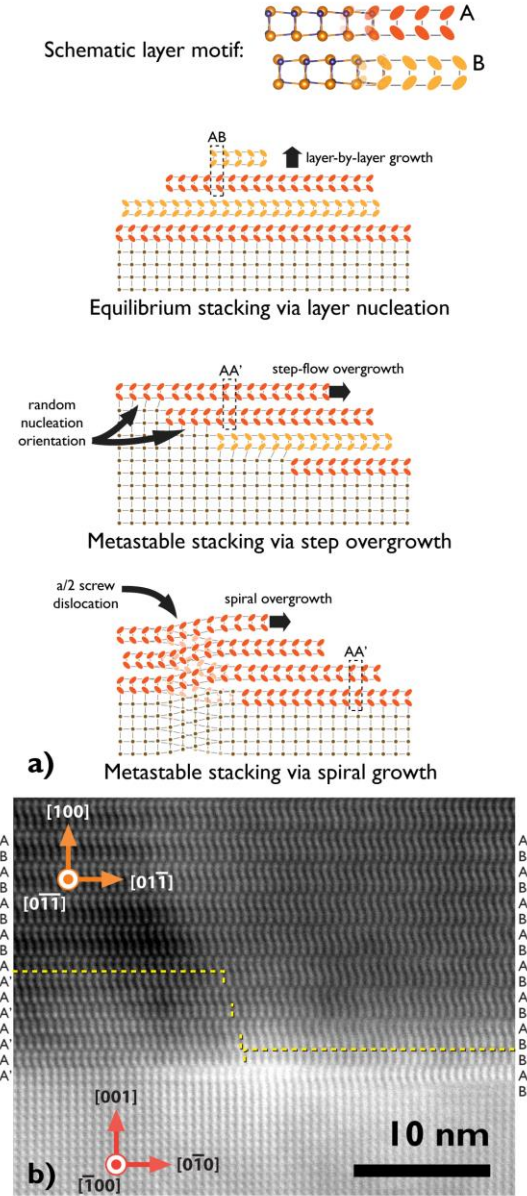 Schematic layer motif:
A
B
AB
layer-by-layer growth
Equilibrium stacking via layer nucleation
AA'
step-flow overgrowth
random
nucleation
orientation
Metastable stacking via step overgrowth
a/2 screw
dislocation
spiral overgrowth
AA'
a)
Metastable stacking via spiral growth
A
B
A
B
A
B
A
B
A
A'
A
A'
A
A'
A
A'
[100]
[01̅1̅]
[011̅]
[001]
[1̅00]
[01̅0]
b)
10 nm
A
B
A
B
A
B
A
B
A
B
A
B
A
B
B
A
B